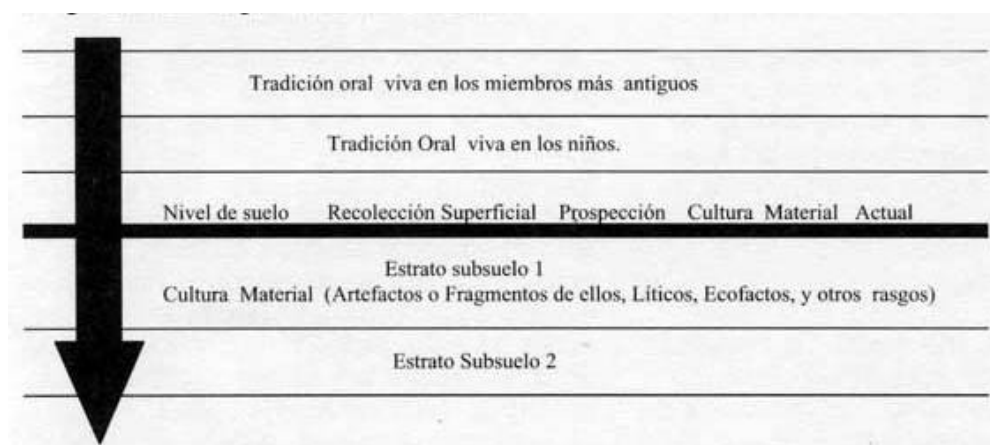 Tradición oral viva en los miembros más antiguos
Tradición Oral viva en los niños.
Nivel de suelo Recolección Superficial Prospección Cultura Material Actual
Estrato subsuelo 1
Cultura Material (Artefactos o Fragmentos de ellos, Líticos, Ecofactos, y otros rasgos)
Estrato Subsuelo 2